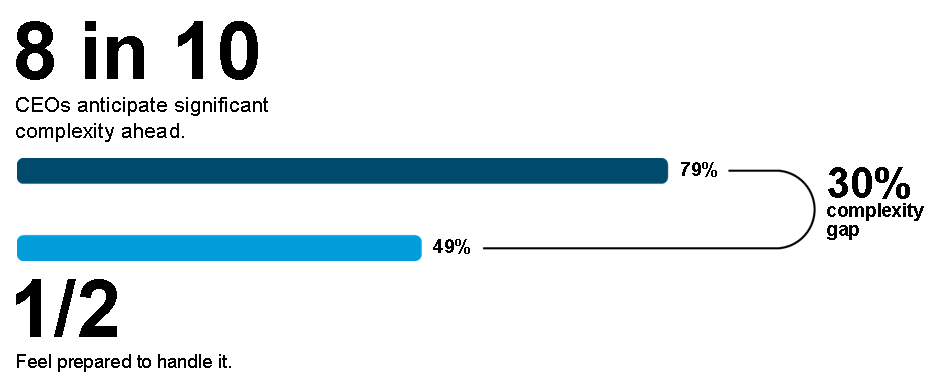 8 in 10
CEOs anticipate significant
complexity ahead.
79%
30%
complexity
gap
49%
1/2
Feel prepared to handle it.